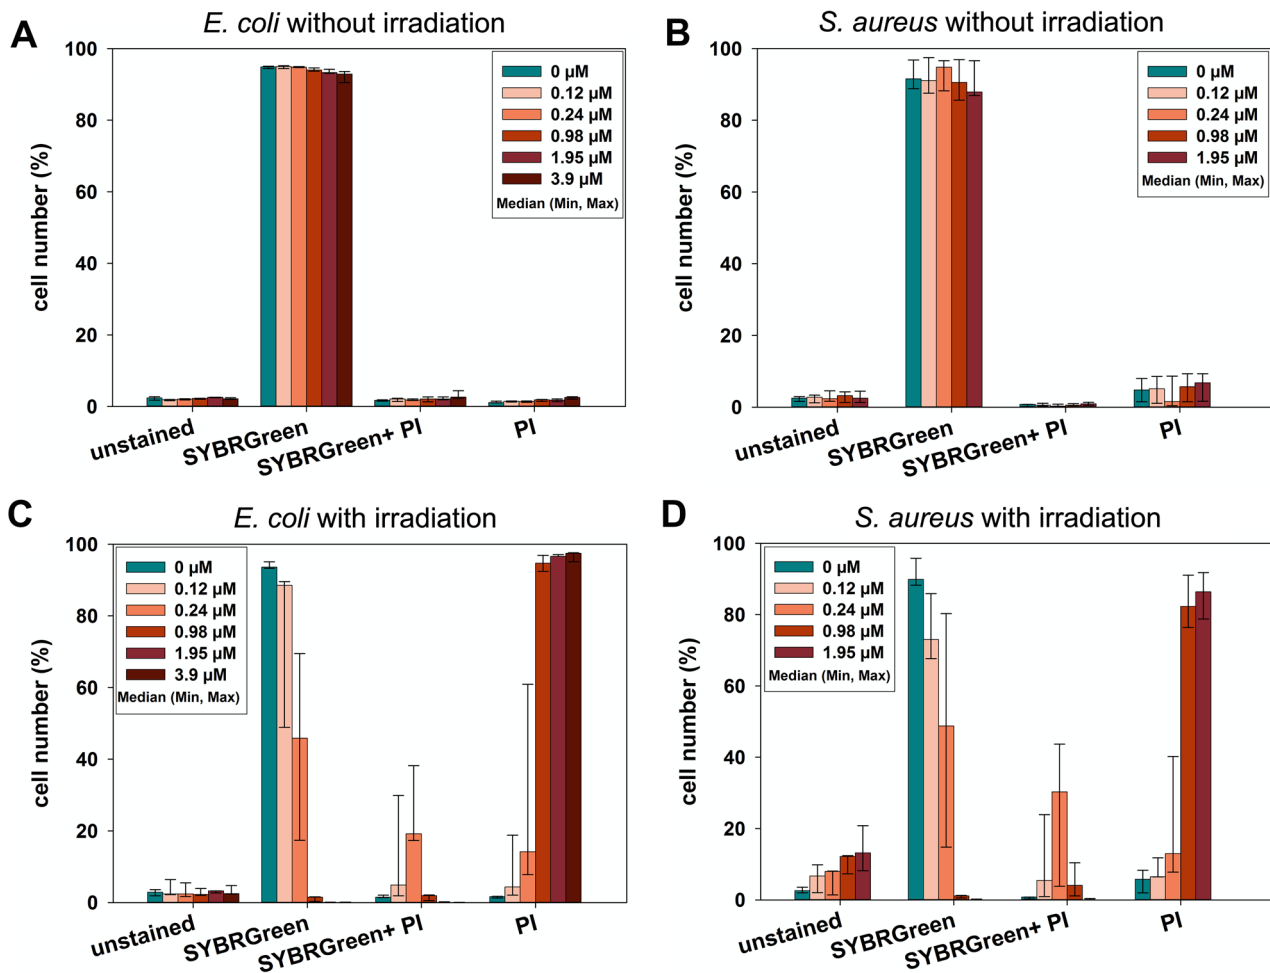 A
E. coli without irradiation
100
80
60
40
20
0
cell number (%)
0 µM
0.12 µM
0.24 µM
0.98 µM
1.95 µM
3.9 µM
Median (Min, Max)
unstained
SYBRGreen
SYBRGreen+ PI
PI
B
S. aureus without irradiation
100
80
60
40
20
0
cell number (%)
0 µM
0.12 µM
0.24 µM
0.98 µM
1.95 µM
Median (Min, Max)
unstained
SYBRGreen
SYBRGreen+ PI
PI
C
E. coli with irradiation
100
80
60
40
20
0
cell number (%)
0 µM
0.12 µM
0.24 µM
0.98 µM
1.95 µM
3.9 µM
Median (Min, Max)
unstained
SYBRGreen
SYBRGreen+ PI
PI
D
S. aureus with irradiation
100
80
60
40
20
0
cell number (%)
0 µM
0.12 µM
0.24 µM
0.98 µM
1.95 µM
Median (Min, Max)
unstained
SYBRGreen
SYBRGreen+ PI
PI